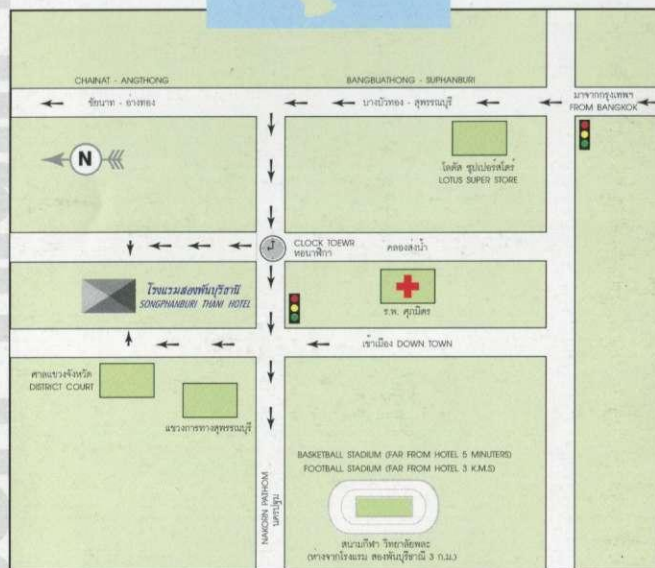 CHAINAT - ANGTHONG
BANGBUATHONG - SUPHANBURI
ชัยนาท - อ่างทอง
บางบัวทอง - สุพรรณบุรี
มาจากกรุงเทพฯ
FROM BANGKOK
N
โลตัส ซุปเปอร์สโตร์
LOTUS SUPER STORE
CLOCK TOEWR
หอนาฬิกา
คลองส่งน้ำ
โรงแรมสองพันบุรีธานี
SONGPHANBURI THANI HOTEL
ร.พ. ศุภมิตร
เข้าเมือง DOWN TOWN
ศาลแขวงจังหวัด
DISTRICT COURT
แขวงการทางสุพรรณบุรี
BASKETBALL STADIUM (FAR FROM HOTEL 5 MINUTERS)
FOOTBALL STADIUM (FAR FROM HOTEL 3 K.M.S)
NAKORN PATHOM
นครปฐม
สนามกีฬา วิทยาลัยพละ
(ห่างจากโรงแรม สองพันบุรีธานี 3 ก.ม.)